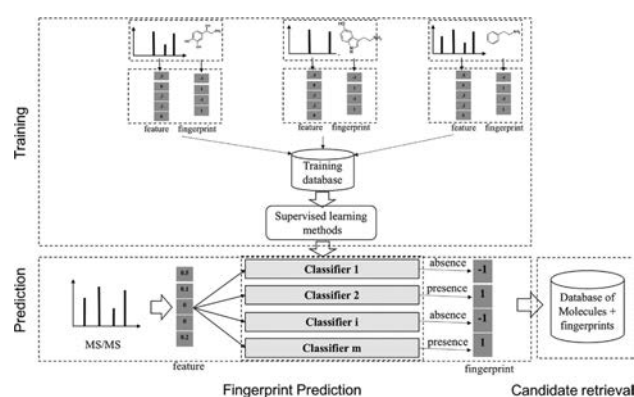 Training
feature fingerprint
feature fingerprint
feature fingerprint
Training
database
Supervised learning
methods
Prediction
MS/MS
0.5
0.1
0
0
0.2
feature
Classifier 1
Classifier 2
Classifier i
Classifier m
absence
presence
absence
presence
-1
1
-1
1
fingerprint
Database of
Molecules +
fingerprints
Fingerprint Prediction
Candidate retrieval